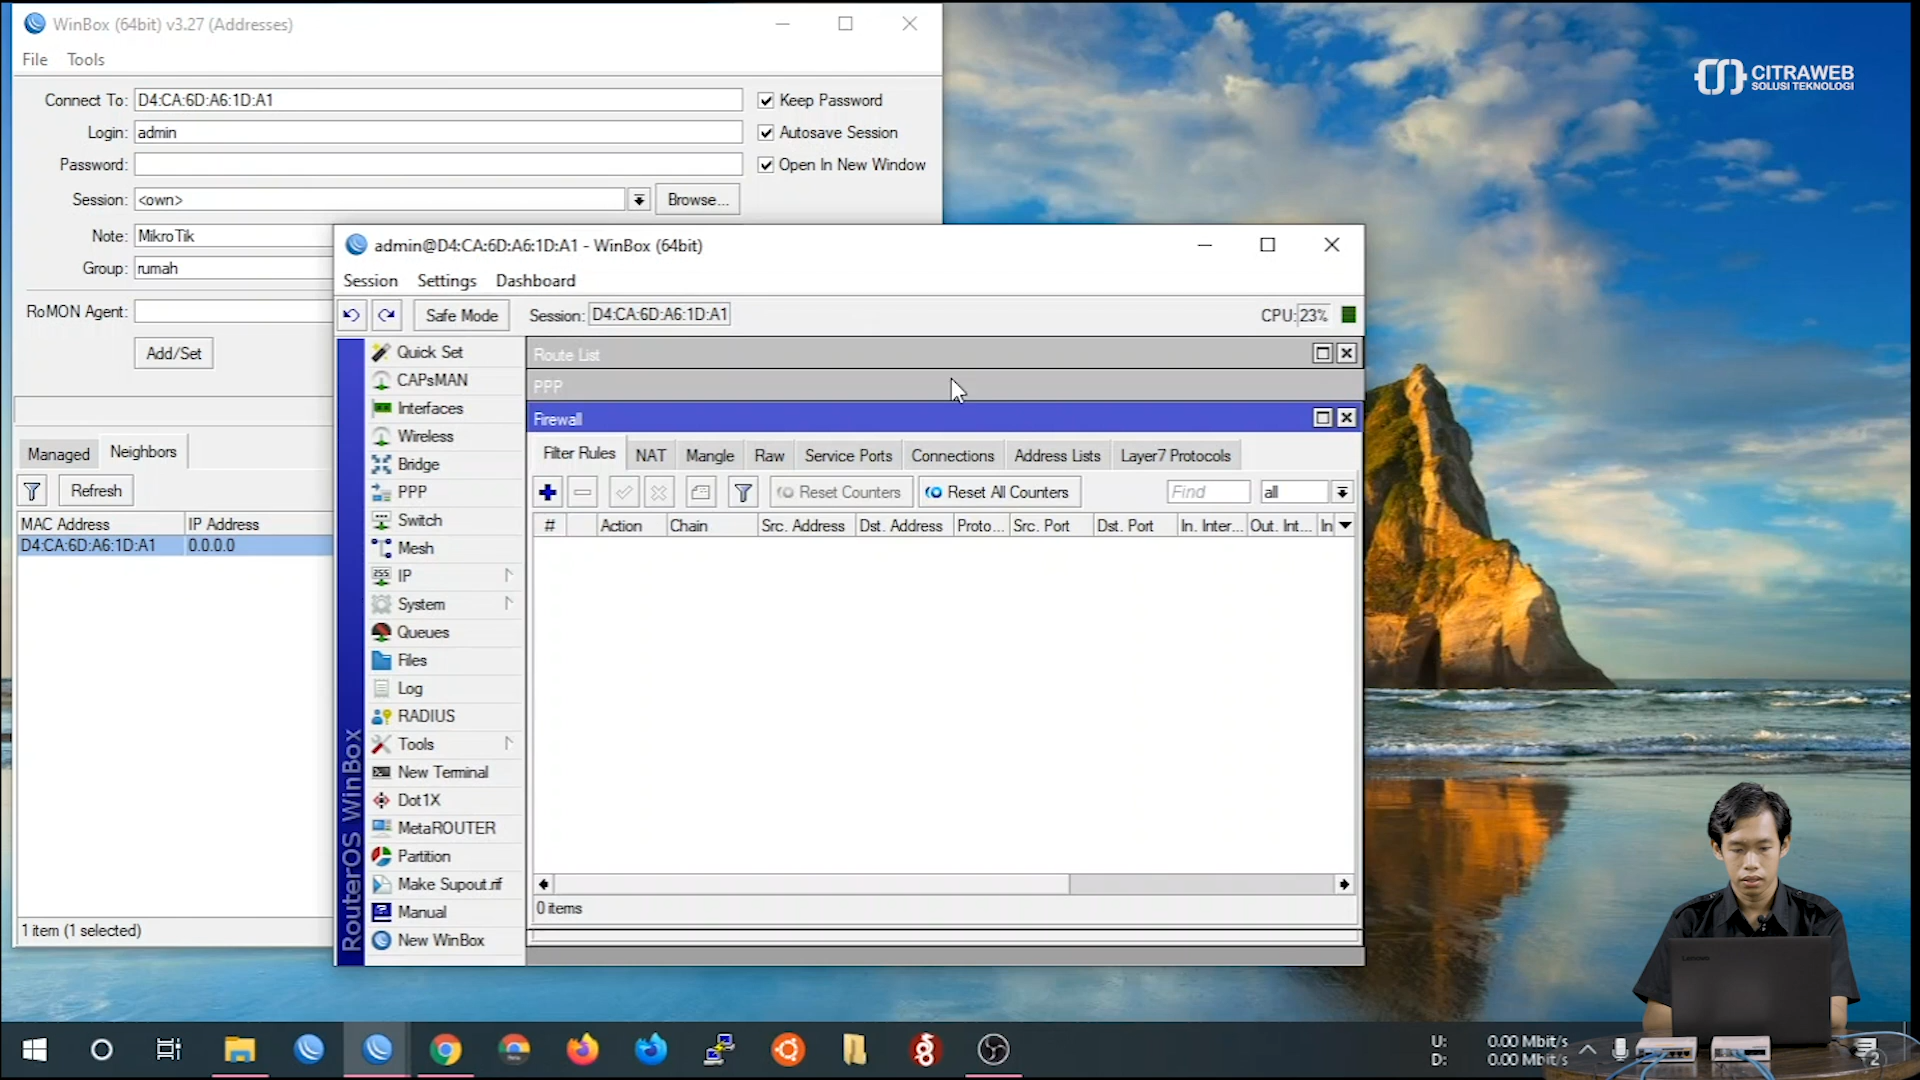 WinBox (64bit) v3.27 (Addresses)
File Tools
Connect To: D4:CA:6D:A6:1D:A1
Keep Password
Login: admin
Autosave Session
Password:
Open In New Window
Session: <own>
Browse...
Note: MikroTik
Group: rumah
RoMON Agent:
Add/Set
Managed Neighbors
Refresh
MAC Address IP Address
D4:CA:6D:A6:1D:A1 0.0.0.0
1 item (1 selected)
admin@D4:CA:6D:A6:1D:A1 - WinBox (64bit)
Session Settings Dashboard
Safe Mode Session: D4:CA:6D:A6:1D:A1 CPU: 23%
RouterOS WinBox
Quick Set
CAPsMAN
Interfaces
Wireless
Bridge
PPP
Switch
Mesh
IP
System
Queues
Files
Log
RADIUS
Tools
New Terminal
Dot1X
MetaROUTER
Partition
Make Supout.rif
Manual
New WinBox
Route List
PPP
Firewall
Filter Rules NAT Mangle Raw Service Ports Connections Address Lists Layer7 Protocols
Reset Counters Reset All Counters Find all
# Action Chain Src. Address Dst. Address Proto... Src. Port Dst. Port In. Inter... Out. Int... In
0 items
CITRAWEB
SOLUSI TEKNOLOGI
Lenovo
U: 0.00 Mbit/s
D: 0.00 Mbit/s
2